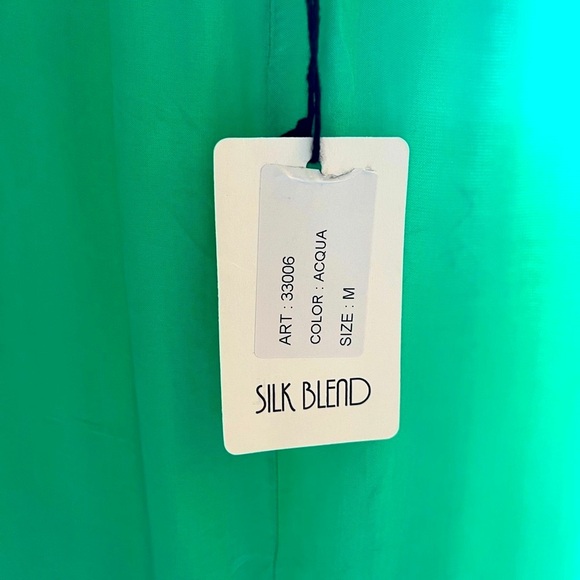 ART : 33006
COLOR : ACQUA
SIZE : M
SILK BLEND